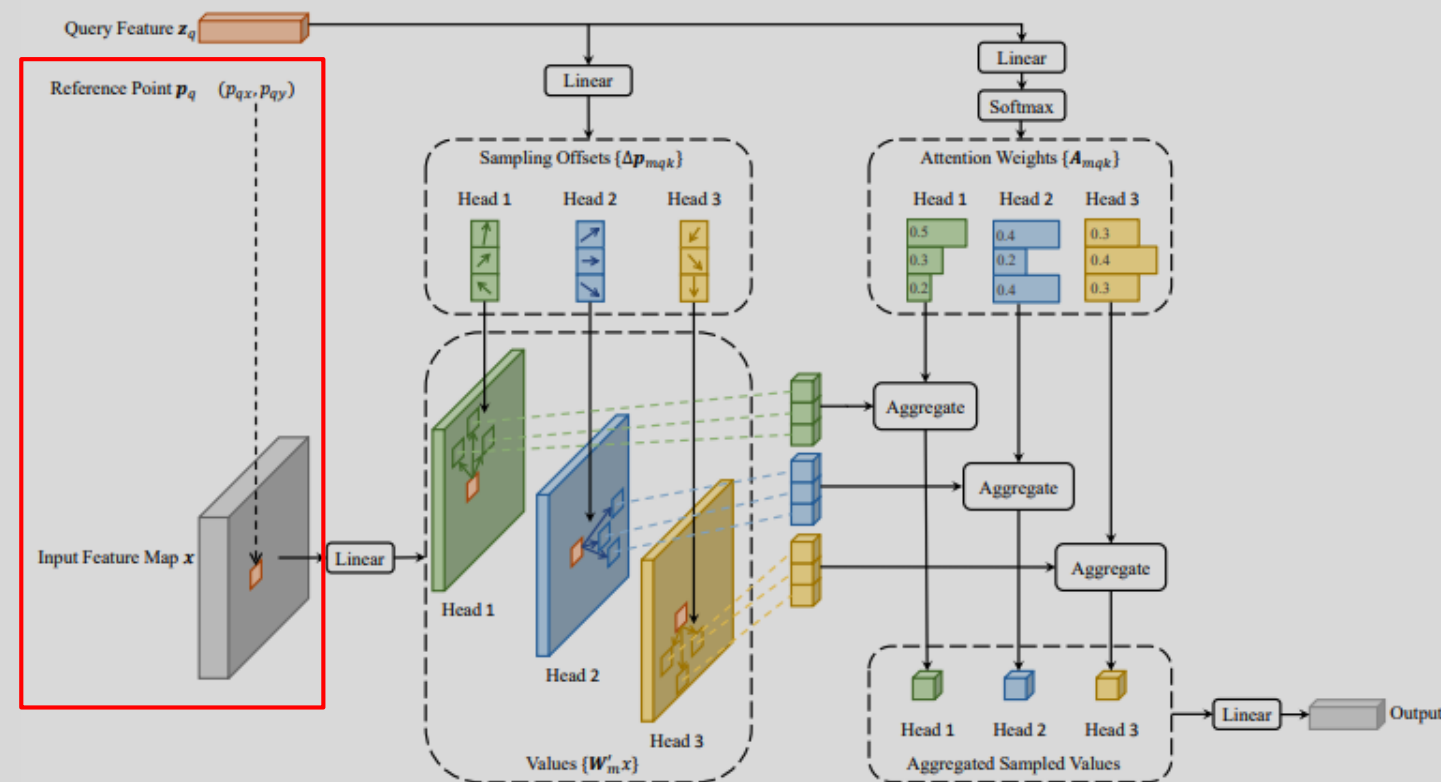 Query Feature z_q
Linear
Linear
Softmax
Reference Point p_q (p_qx, p_qy)
Sampling Offsets {Δp_mqk}
Head 1 Head 2 Head 3
Attention Weights {A_mqk}
Head 1 Head 2 Head 3
0.5 0.4 0.3
0.3 0.2 0.4
0.2 0.4 0.3
Aggregate
Aggregate
Aggregate
Input Feature Map x
Linear
Head 1
Head 2
Head 3
Values {W'_m x}
Head 1 Head 2 Head 3
Aggregated Sampled Values
Linear
Output